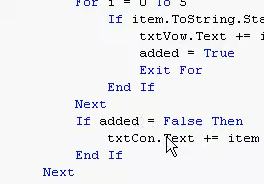 For i = 0 To 5
If item.ToString.Sta
txtVow.Text += i
added = True
Exit For
End If
Next
If added = False Then
txtCon.Text += item
End If
Next